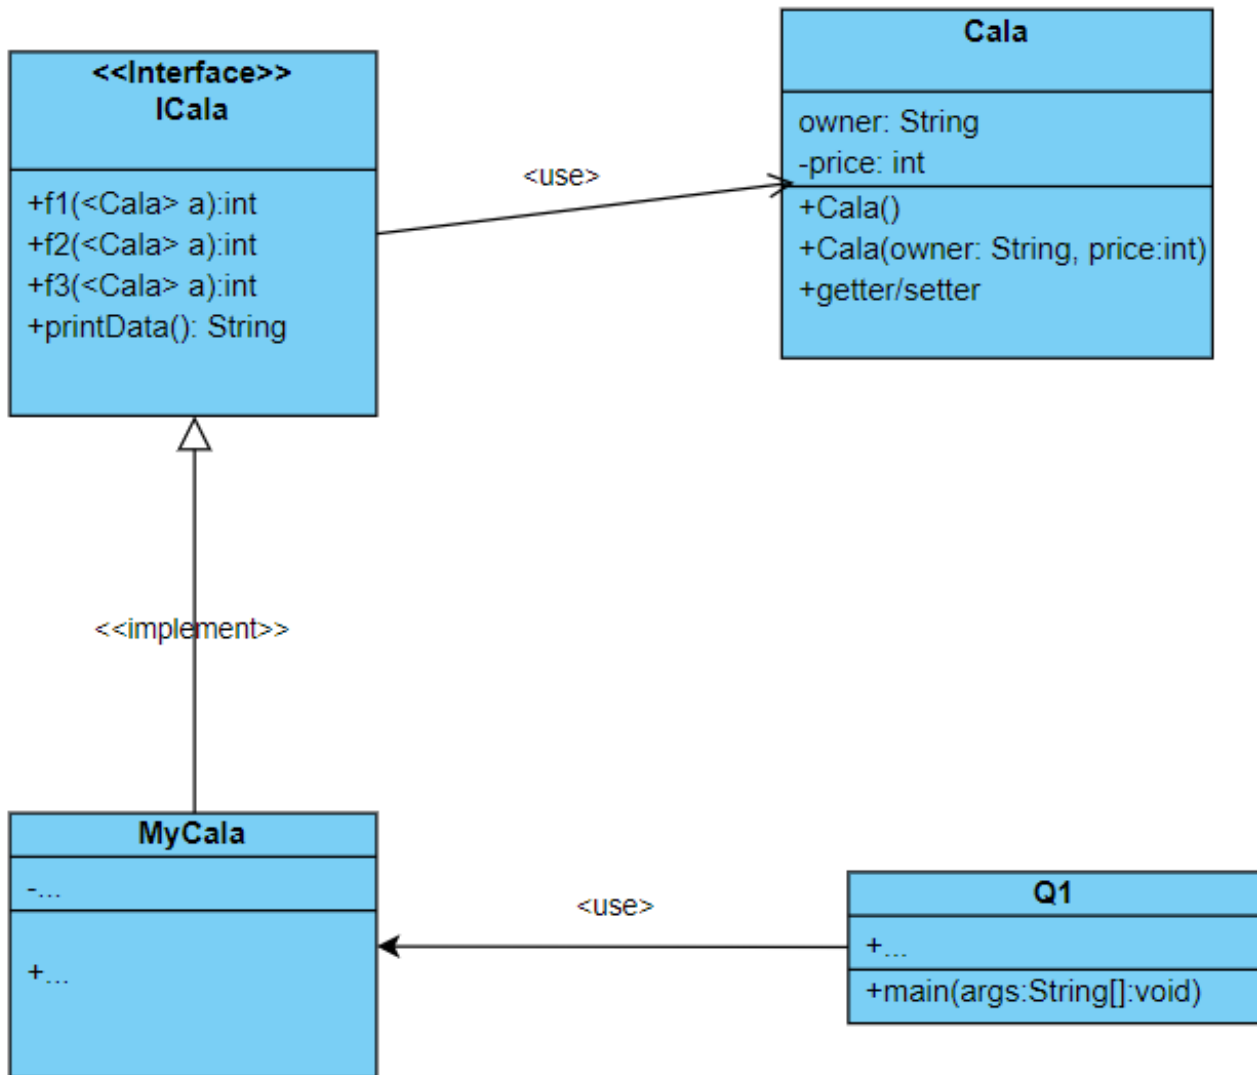 <<Interface>>
ICala
+f1(<Cala> a):int
+f2(<Cala> a):int
+f3(<Cala> a):int
+printData(): String
<use>
Cala
owner: String
-price: int
+Cala()
+Cala(owner: String, price:int)
+getter/setter
<<implement>>
MyCala
-...
+...
<use>
Q1
+...
+main(args:String[]:void)